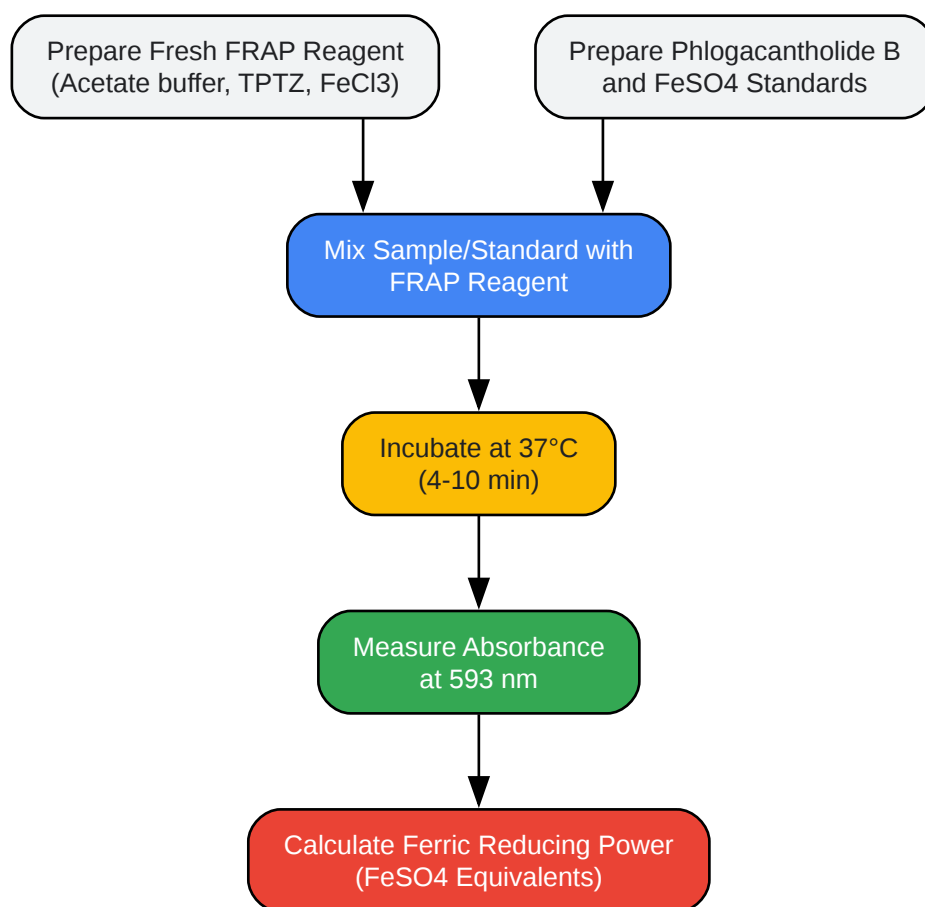 Prepare Fresh FRAP Reagent
(Acetate buffer, TPTZ, FeCl3)
Prepare Phlogacantholide B
and FeSO4 Standards
Mix Sample/Standard with
FRAP Reagent
Incubate at 37°C
(4-10 min)
Measure Absorbance
at 593 nm
Calculate Ferric Reducing Power
(FeSO4 Equivalents)